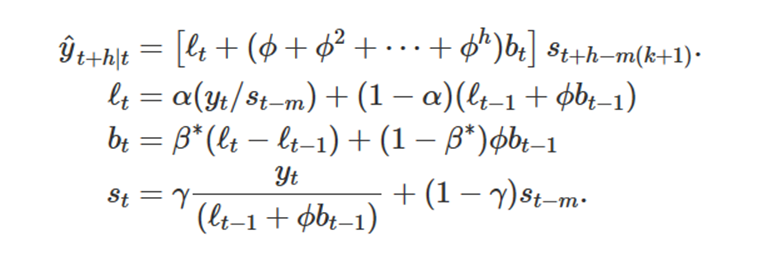 ŷ_{t+h|t} = [ℓ_t + (ϕ + ϕ^2 + ⋯ + ϕ^h)b_t] s_{t+h−m(k+1)}.
ℓ_t = α(y_t/s_{t−m}) + (1 − α)(ℓ_{t−1} + ϕb_{t−1})
b_t = β^*(ℓ_t − ℓ_{t−1}) + (1 − β^*)ϕb_{t−1}
s_t = γ \frac{y_t}{(ℓ_{t−1} + ϕb_{t−1})} + (1 − γ)s_{t−m}.